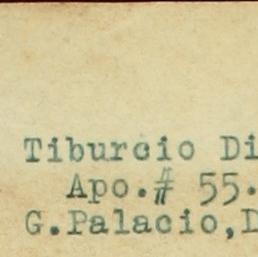 Tiburcio Di
Apo.# 55.
G.Palacio,D